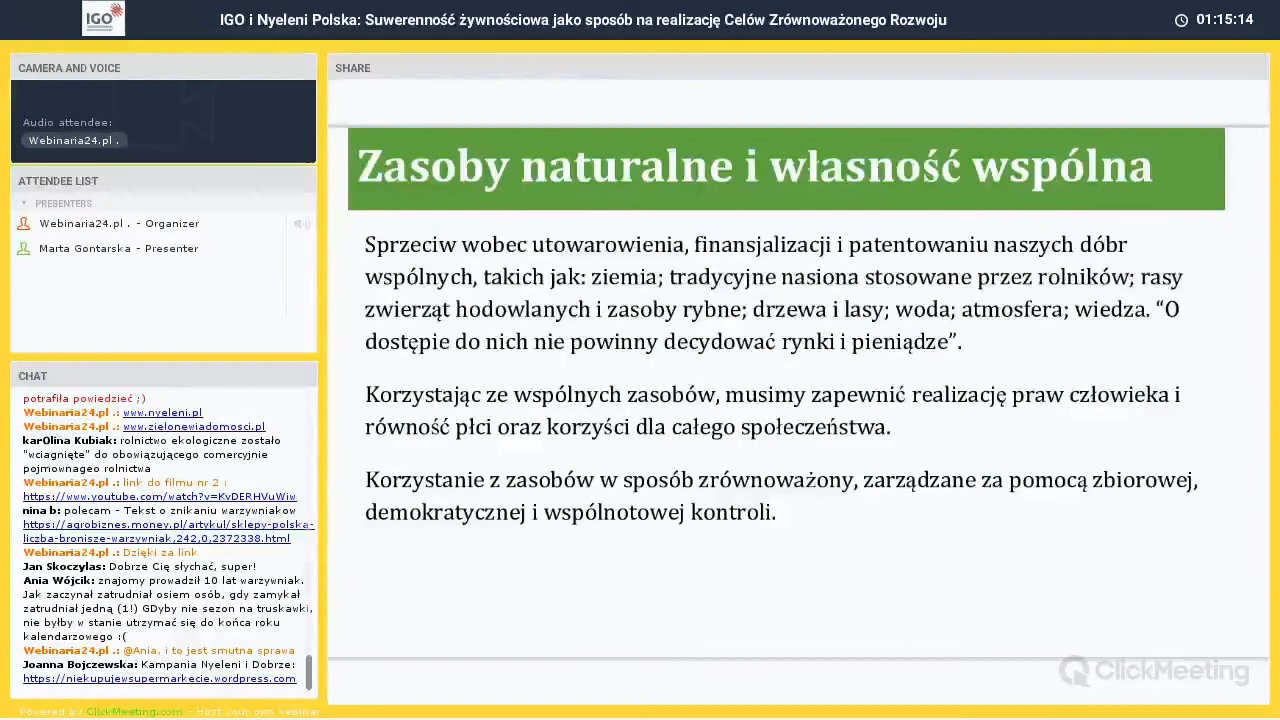 IGO
IGO i Nyeleni Polska: Suwerenność żywnościowa jako sposób na realizację Celów Zrównoważonego Rozwoju
01:15:14
CAMERA AND VOICE
Audio attendee:
Webinaria24.pl .
ATTENDEE LIST
PRESENTERS
Webinaria24.pl . - Organizer
Marta Gontarska - Presenter
CHAT
potrafiła powiedzieć ;)
Webinaria24.pl .: www.nyeleni.pl
Webinaria24.pl .: www.zielonewiadomosci.pl
karOlina Kubiak: rolnictwo ekologiczne zostało
"wciagnięte" do obowiązującego comercyjnie
pojmownageo rolnictwa
Webinaria24.pl .: link do filmu nr 2 :
https://www.youtube.com/watch?v=KvDERHVuWiw
nina b: polecam - Tekst o znikaniu warzywniakow
https://agrobiznes.money.pl/artykul/sklepy-polska-
liczba-bronisze-warzywniak,242,0,2372338.html
Webinaria24.pl .: Dzięki za link
Jan Skoczylas: Dobrze Cię słychać, super!
Ania Wójcik: znajomy prowadził 10 lat warzywniak.
Jak zaczynał zatrudniał osiem osób, gdy zamykał
zatrudniał jedną (1!) GDyby nie sezon na truskawki,
nie byłby w stanie utrzymać się do końca roku
kalendarzowego :(
Webinaria24.pl .: @Ania, i to jest smutna sprawa
Joanna Bojczewska: Kampania Nyeleni i Dobrze:
https://niekupujewsupermarkecie.wordpress.com
Powered by ClickMeeting.com - Host your own webinar
SHARE
Zasoby naturalne i własność wspólna
Sprzeciw wobec utowarowienia, finansjalizacji i patentowaniu naszych dóbr
wspólnych, takich jak: ziemia; tradycyjne nasiona stosowane przez rolników; rasy
zwierząt hodowlanych i zasoby rybne; drzewa i lasy; woda; atmosfera; wiedza. “O
dostępie do nich nie powinny decydować rynki i pieniądze”.
Korzystając ze wspólnych zasobów, musimy zapewnić realizację praw człowieka i
równość płci oraz korzyści dla całego społeczeństwa.
Korzystanie z zasobów w sposób zrównoważony, zarządzane za pomocą zbiorowej,
demokratycznej i wspólnotowej kontroli.
ClickMeeting